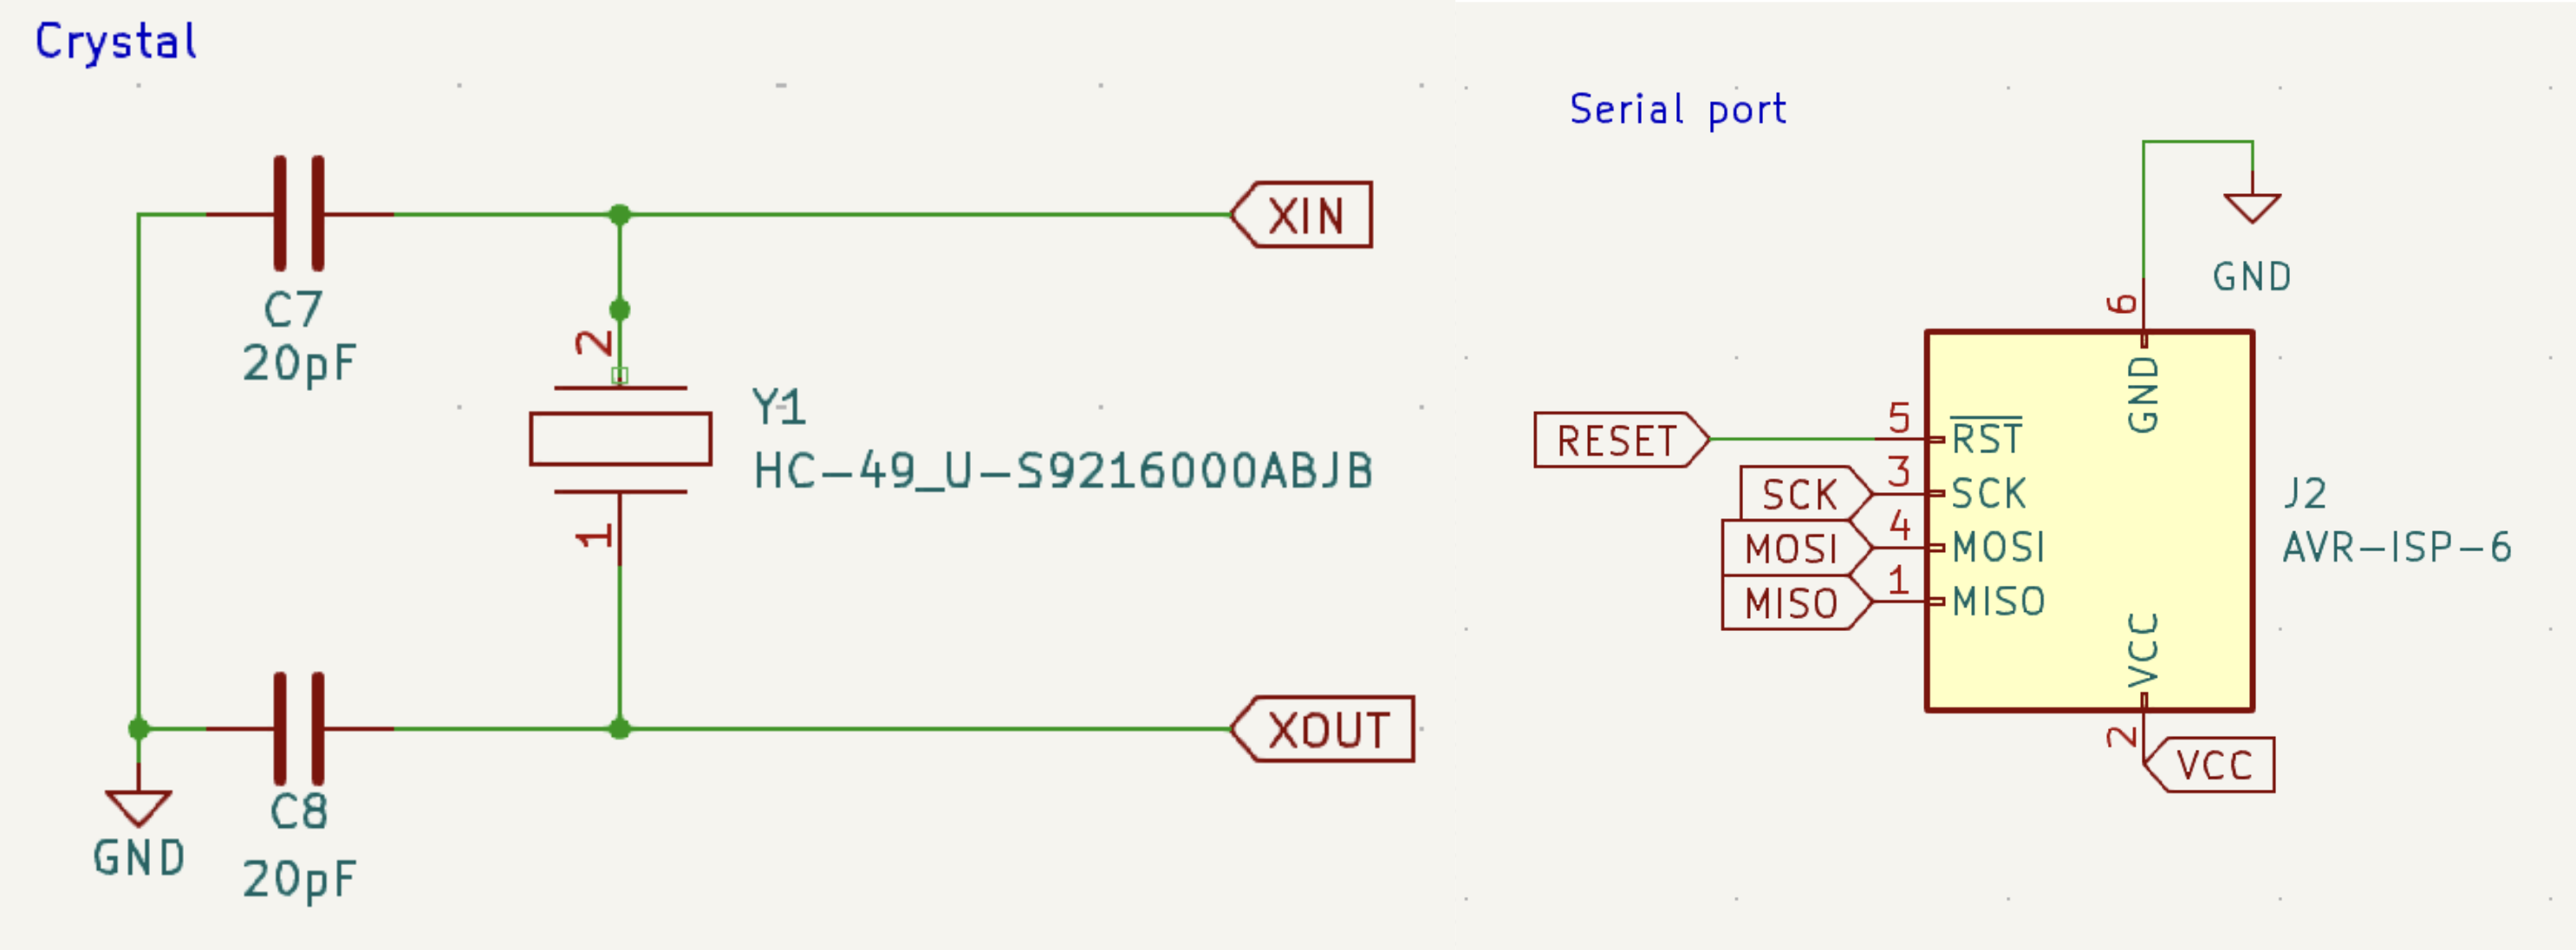 Crystal
XIN
C7
20pF
2
Y1
HC-49_U-S9216000ABJB
1
XOUT
C8
GND
20pF
Serial port
GND
6
GND
RESET
5
RST
SCK
3
SCK
J2
MOSI
4
MOSI
AVR-ISP-6
MISO
1
MISO
VCC
2
VCC